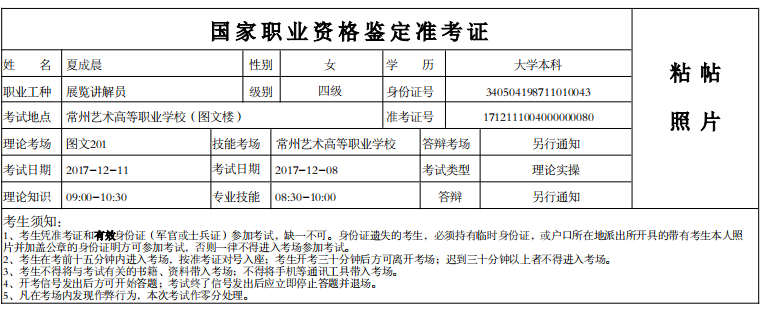 国家职业资格鉴定准考证
粘帖
照片
姓名 夏成晨 性别 女 学历 大学本科
职业工种 展览讲解员 级别 四级 身份证号 340504198711010043
考试地点 常州艺术高等职业学校（图文楼） 准考证号 1712111004000000080
理论考场 图文201 技能考场 常州艺术高等职业学校 答辩考场 另行通知
考试日期 2017-12-11 考试日期 2017-12-08 考试类型 理论实操
理论知识 09:00-10:30 专业技能 08:30-10:00 答辩 另行通知
考生须知：
1、考生凭准考证和有效身份证（军官或士兵证）参加考试，缺一不可。身份证遗失的考生，必须持有临时身份证，或户口所在地派出所开具的带有考生本人照
片并加盖公章的身份证明方可参加考试，否则一律不得进入考场参加考试。
2、考生在考前十五分钟内进入考场，按准考证对号入座；考生开考三十分钟后方可离开考场；迟到三十分钟以上者不得进入考场。
3、考生不得将与考试有关的书籍、资料带入考场；不得将手机等通讯工具带入考场。
4、开考信号发出后方可开始答题；考试终了信号发出后应立即停止答题并退场。
5、凡在考场内发现作弊行为，本次考试作零分处理。